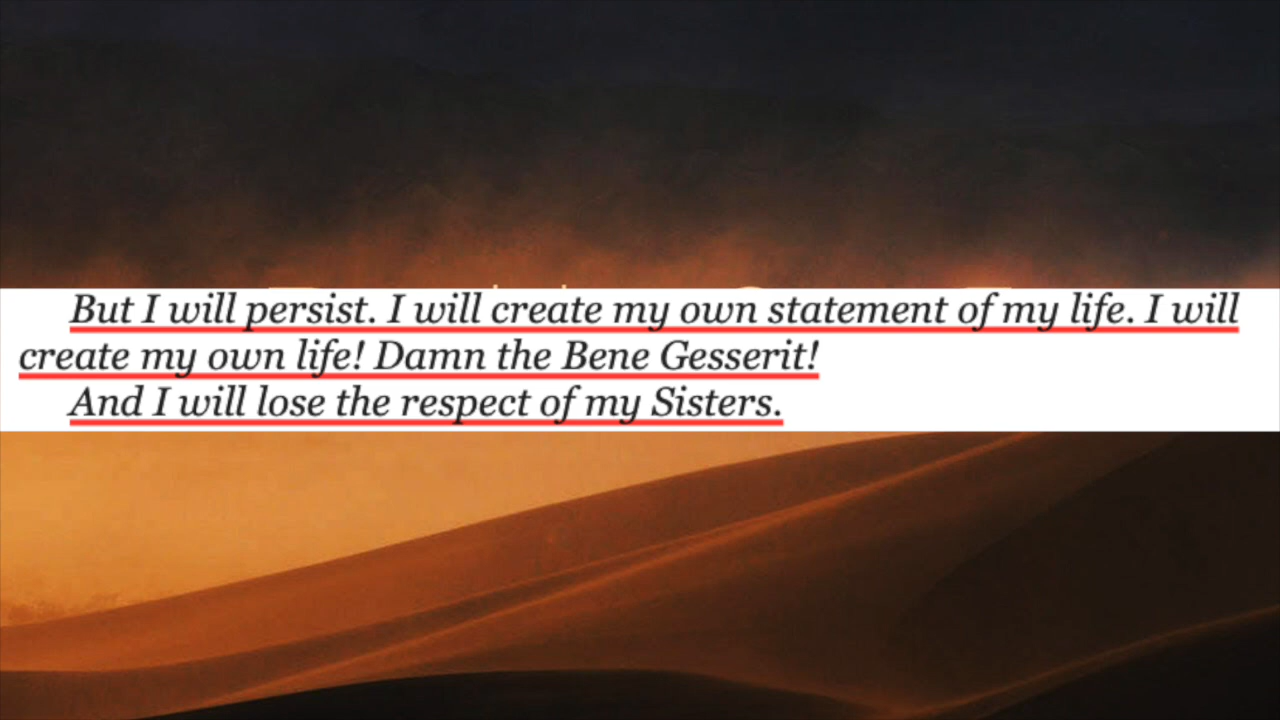 But I will persist. I will create my own statement of my life. I will
create my own life! Damn the Bene Gesserit!
And I will lose the respect of my Sisters.